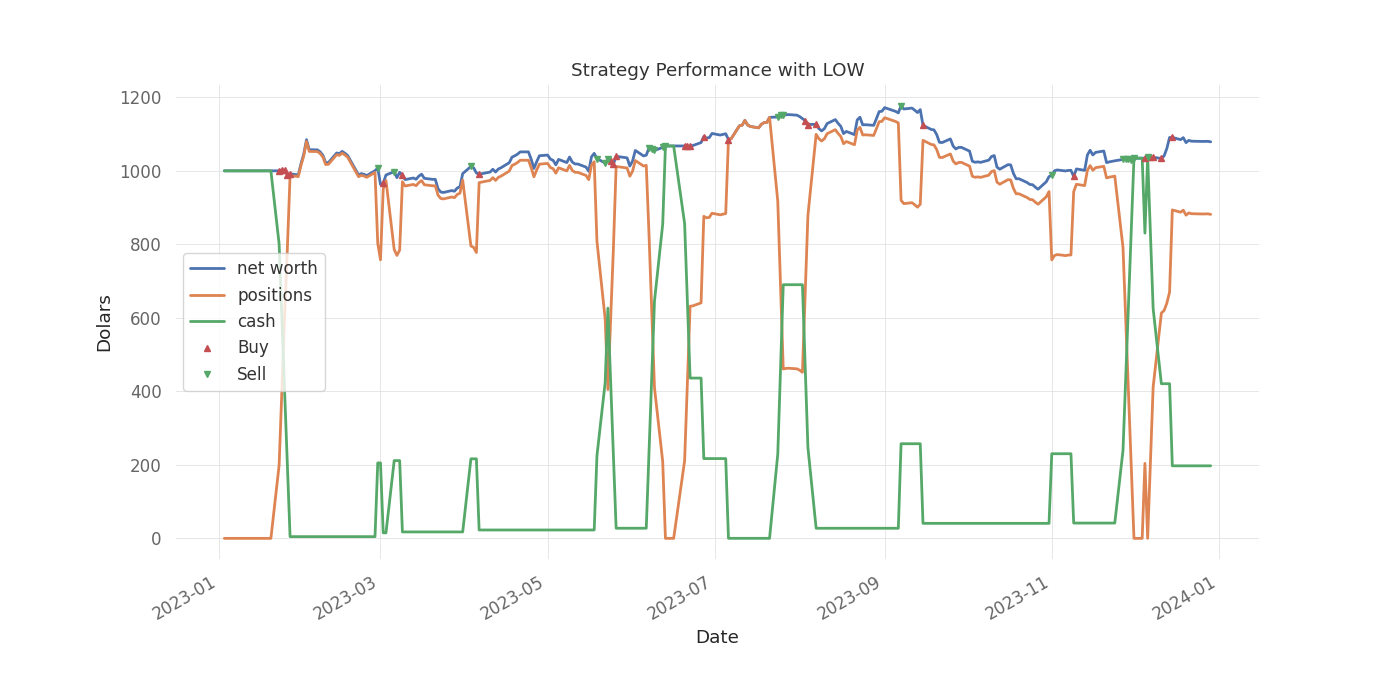 Strategy Performance with LOW
1200
1000
800
600
400
200
0
Dolars
net worth
positions
cash
Buy
Sell
2023-01
2023-03
2023-05
2023-07
2023-09
2023-11
2024-01
Date